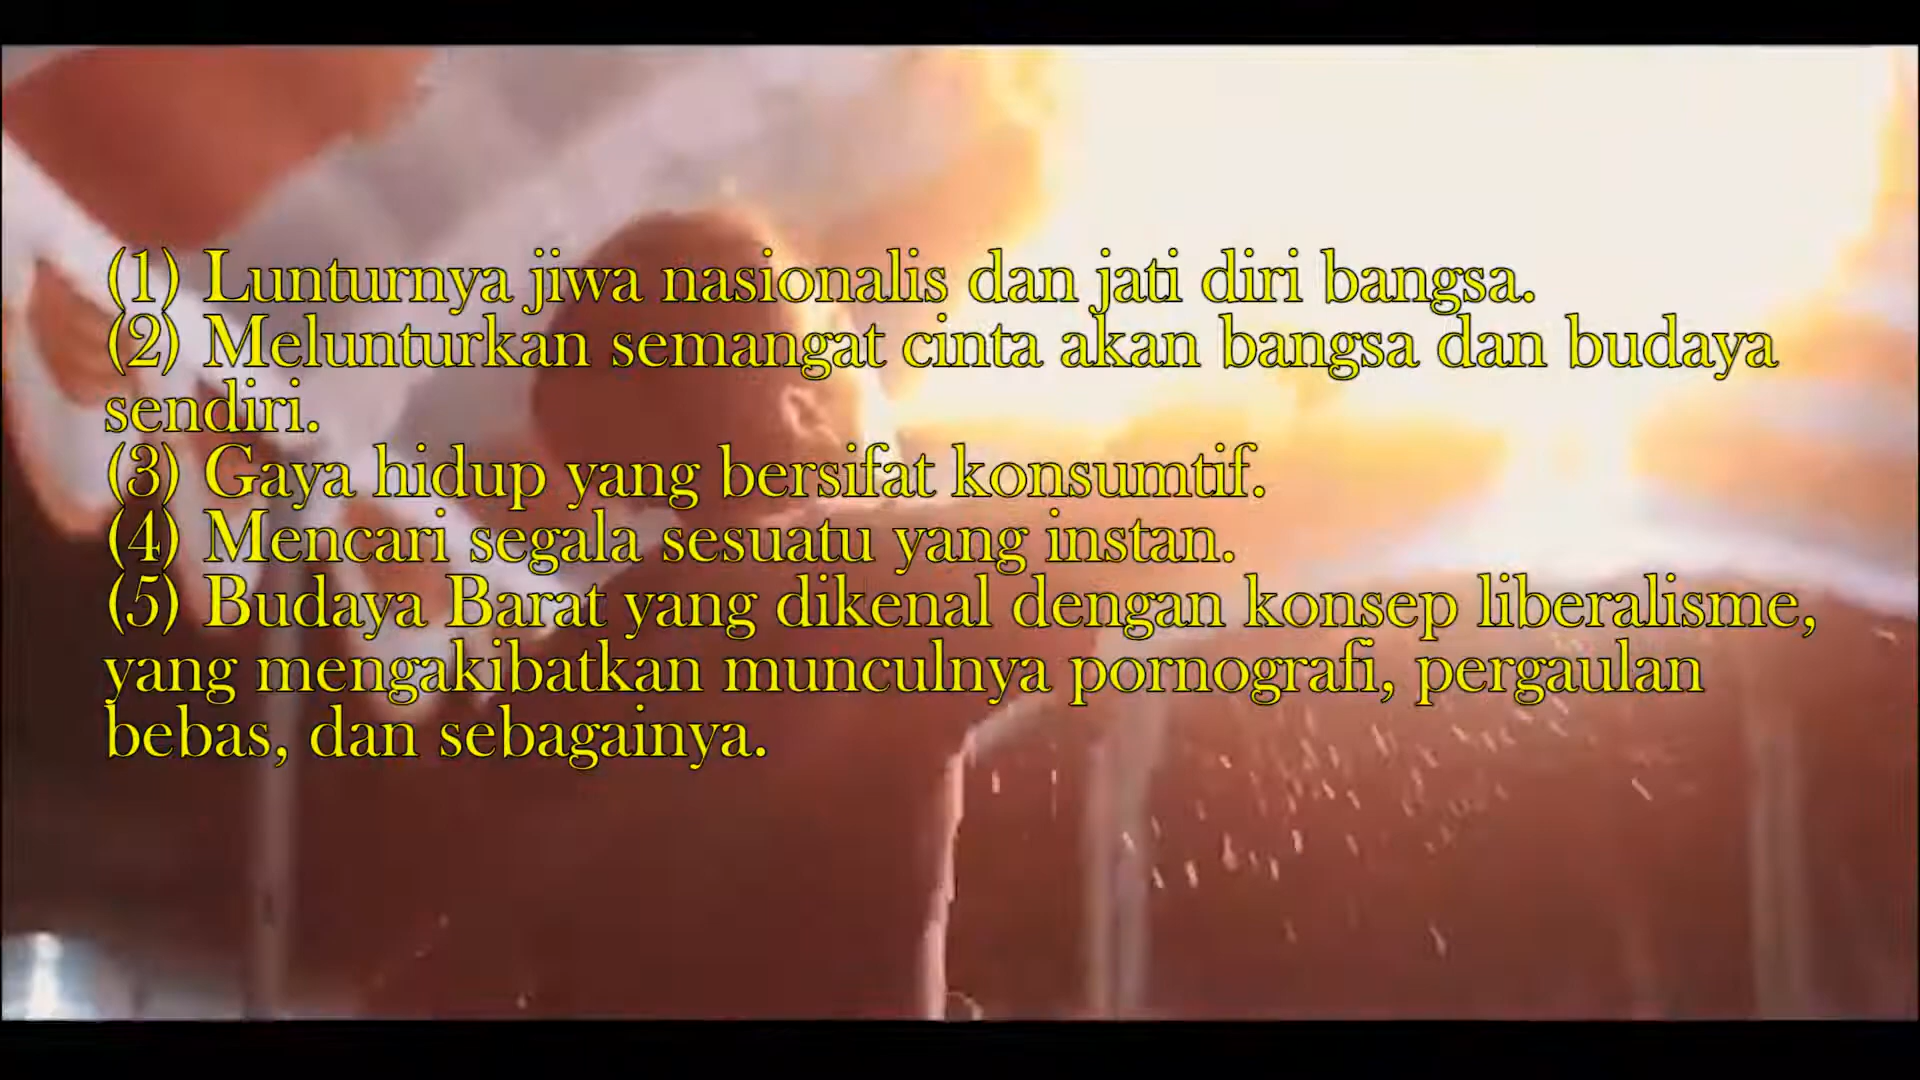 (1) Lunturnya jiwa nasionalis dan jati diri bangsa.
(2) Melunturkan semangat cinta akan bangsa dan budaya
sendiri.
(3) Gaya hidup yang bersifat konsumtif.
(4) Mencari segala sesuatu yang instan.
(5) Budaya Barat yang dikenal dengan konsep liberalisme,
yang mengakibatkan munculnya pornografi, pergaulan
bebas, dan sebagainya.